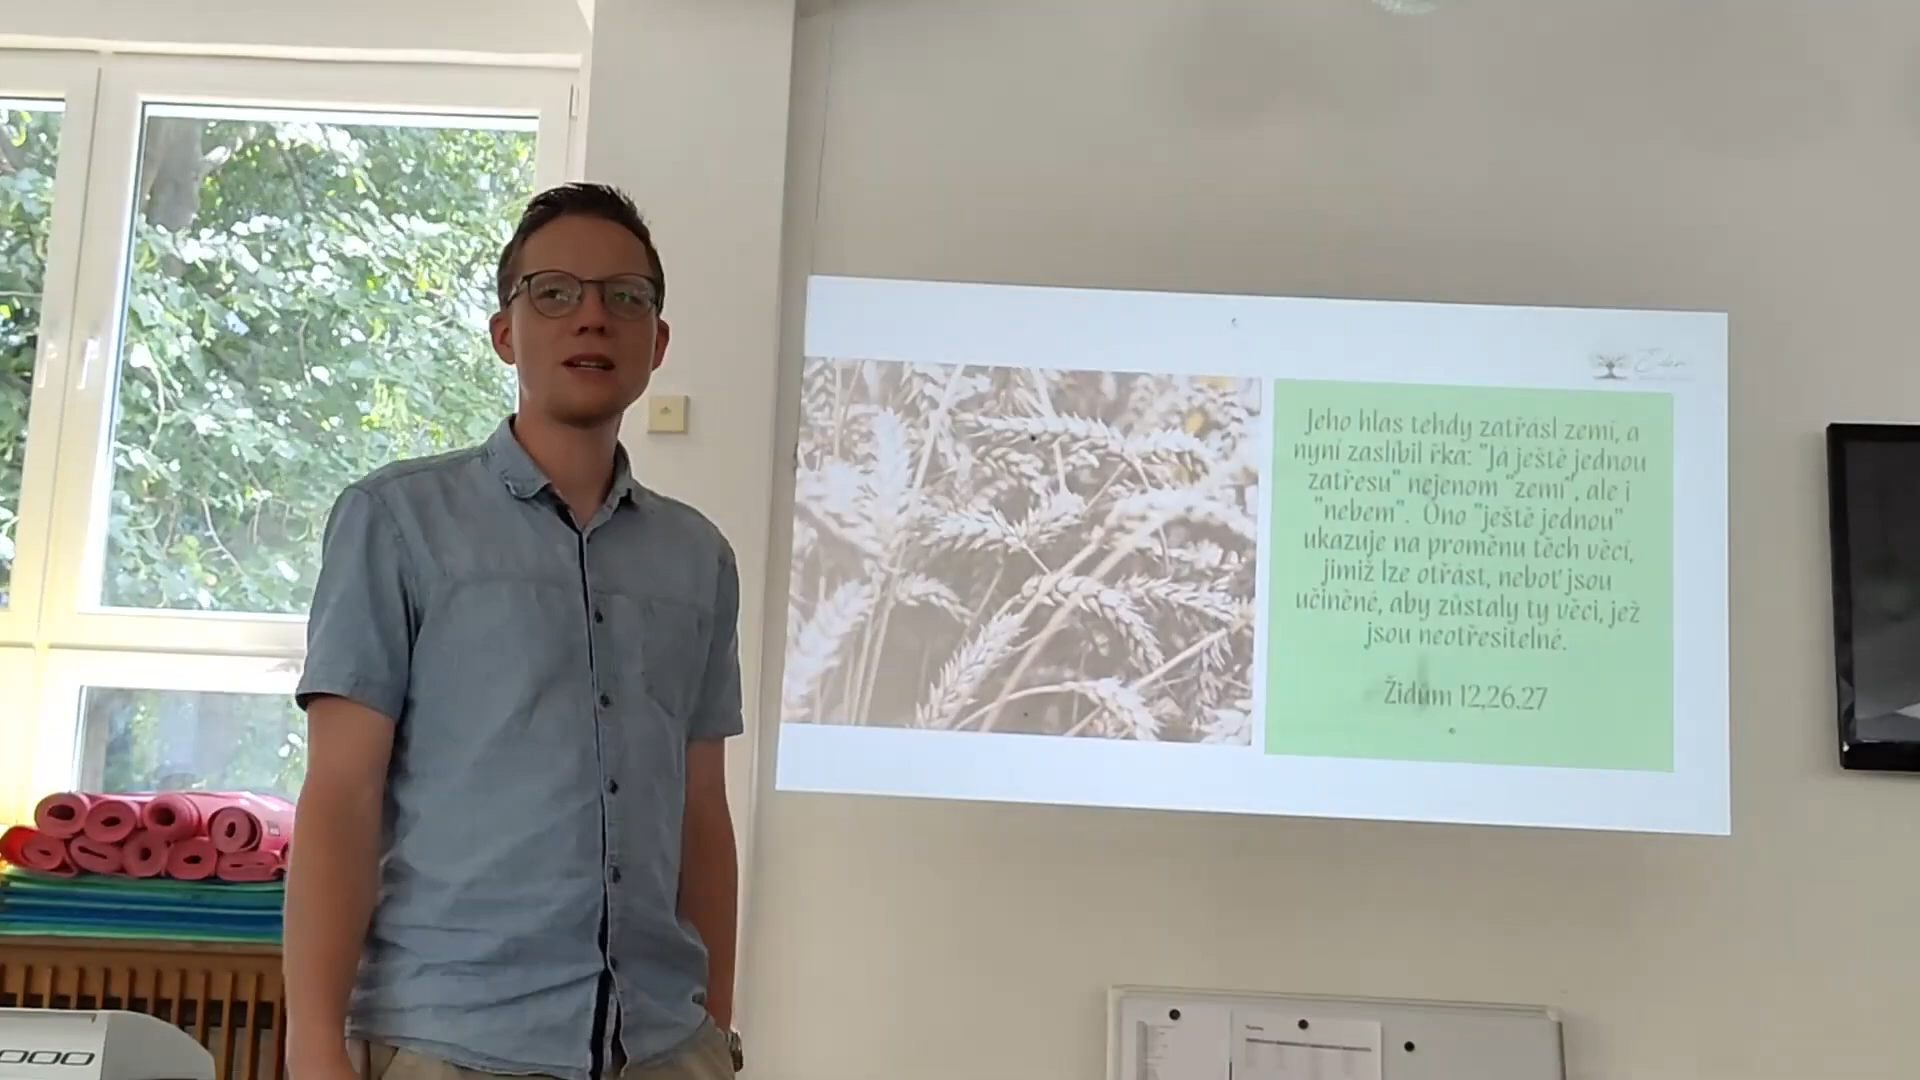 Eden
Jeho hlas tehdy zatřásl zemí, a
nyní zaslíbil řka: "Já ještě jednou
zatřesu" nejenom "zemí", ale i
"nebem". Ono "ještě jednou"
ukazuje na proměnu těch věcí,
jimiž lze otřást, neboť jsou
učiněné, aby zůstaly ty věci, jež
jsou neotřesitelné.
Židům 12,26.27
000